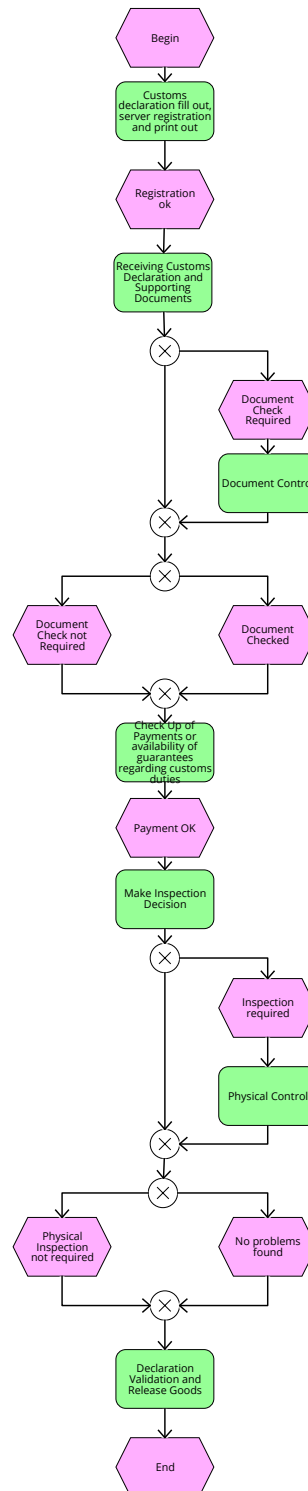 Begin
Customs
declaration fill out,
server registration
and print out
Registration
ok
Receiving Customs
Declaration and
Supporting
Documents
Document
Check
Required
Document Contro
Document
Check not
Required
Document
Checked
Check Up of
Payments or
availability of
guarantees
regarding customs
duties
Payment OK
Make Inspection
Decision
Inspection
required
Physical Control
Physical
Inspection
not required
No problems
found
Declaration
Validation and
Release Goods
End